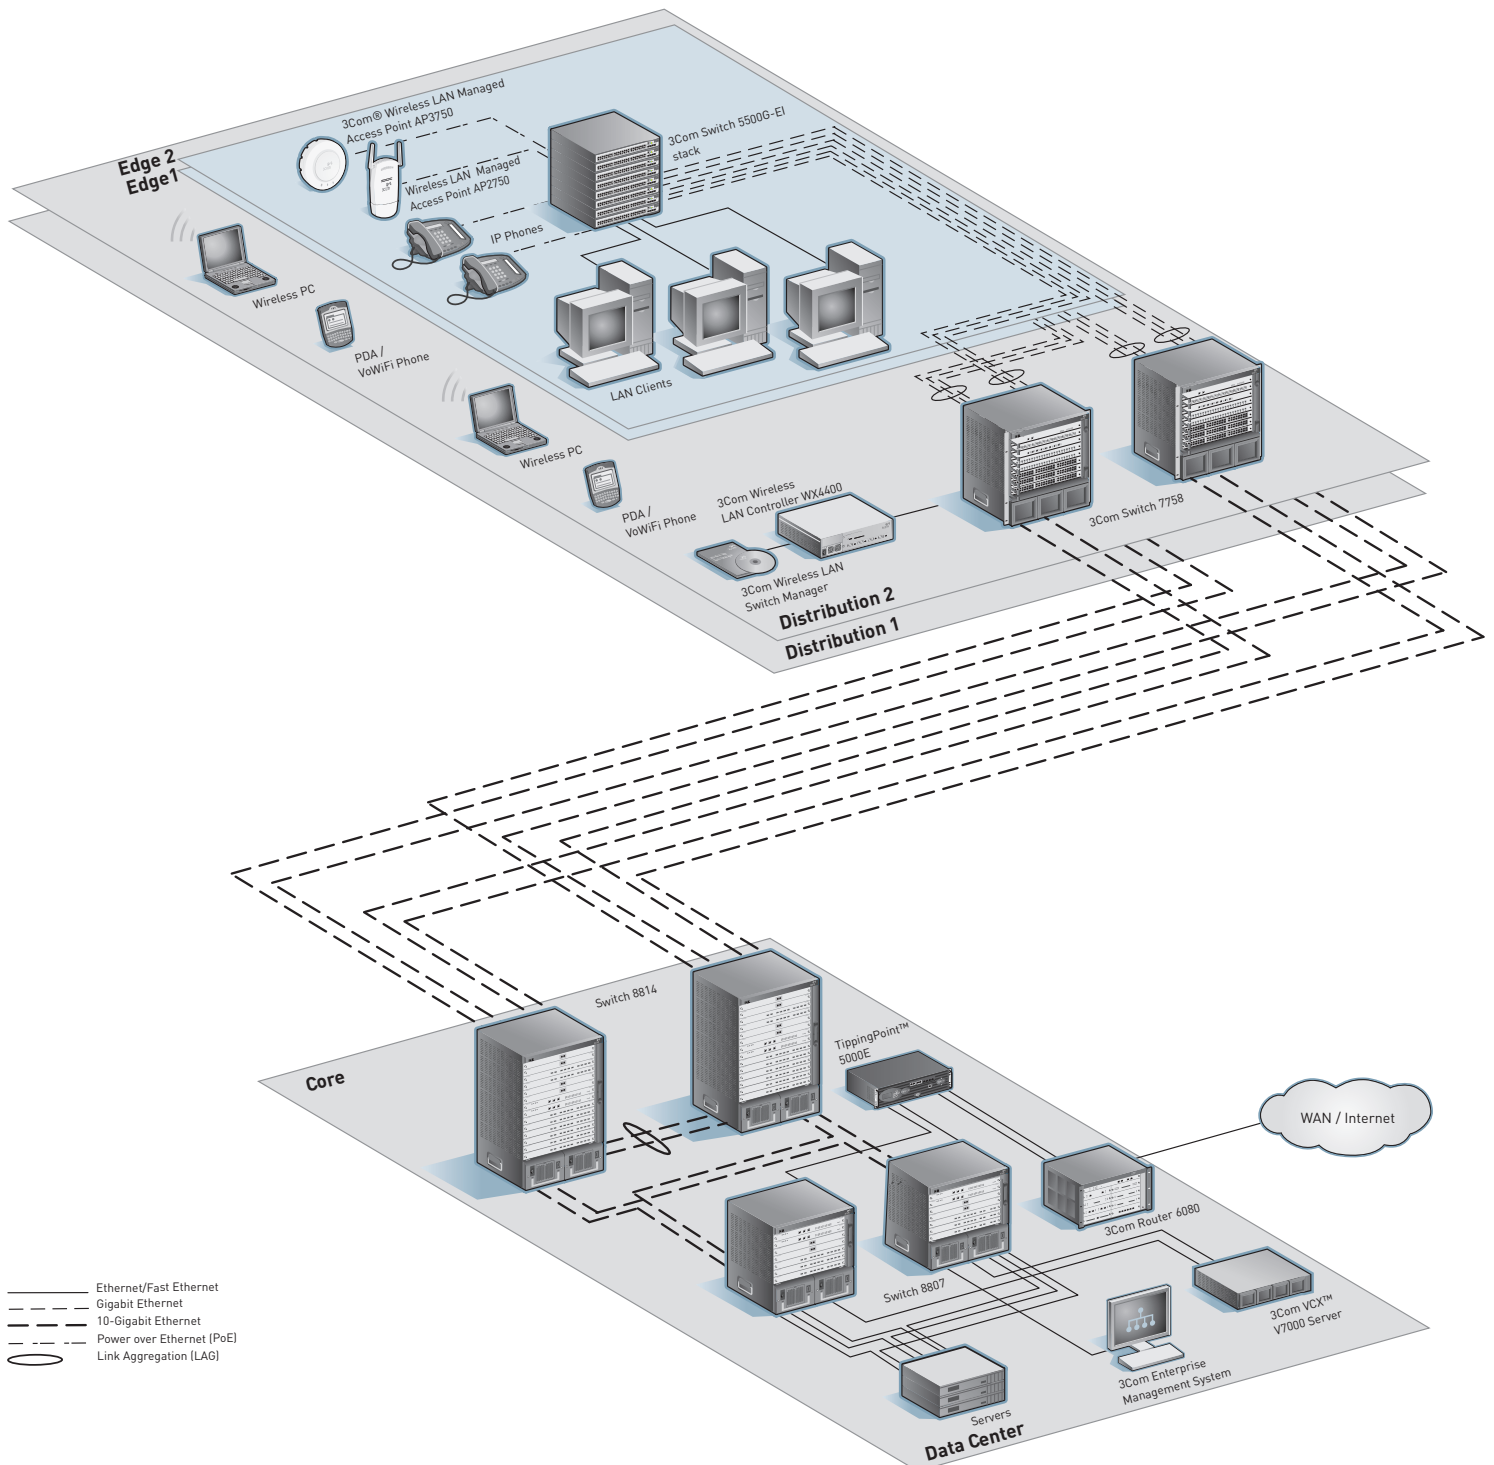 3Com® Wireless LAN Managed
Access Point AP3750
3Com Switch 5500G-EI
stack
Edge 2
Edge1
Wireless LAN Managed
Access Point AP2750
IP Phones
Wireless PC
PDA /
VoWiFi Phone
LAN Clients
Wireless PC
PDA /
VoWiFi Phone
3Com Wireless
LAN Controller WX4400
3Com Switch 7758
3Com Wireless LAN
Switch Manager
Distribution 2
Distribution 1
Switch 8814
TippingPoint™
5000E
Core
WAN / Internet
3Com Router 6080
Switch 8807
3Com VCX™
V7000 Server
3Com Enterprise
Management System
Servers
Data Center
Ethernet/Fast Ethernet
Gigabit Ethernet
10-Gigabit Ethernet
Power over Ethernet (PoE)
Link Aggregation (LAG)